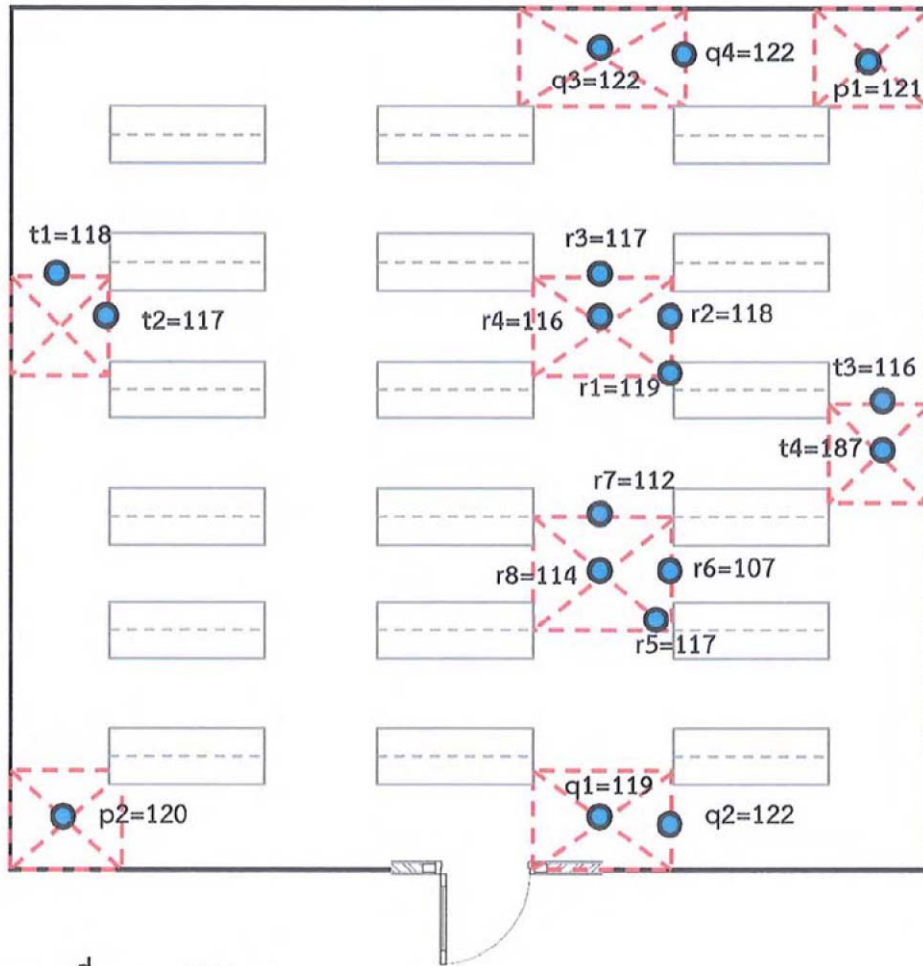 q4=122
q3=122
p1=121
t1=118
r3=117
t2=117
r4=116
r2=118
t3=116
r1=119
t4=187
r7=112
r8=114
r6=107
r5=117
q1=119
p2=120
q2=122
d